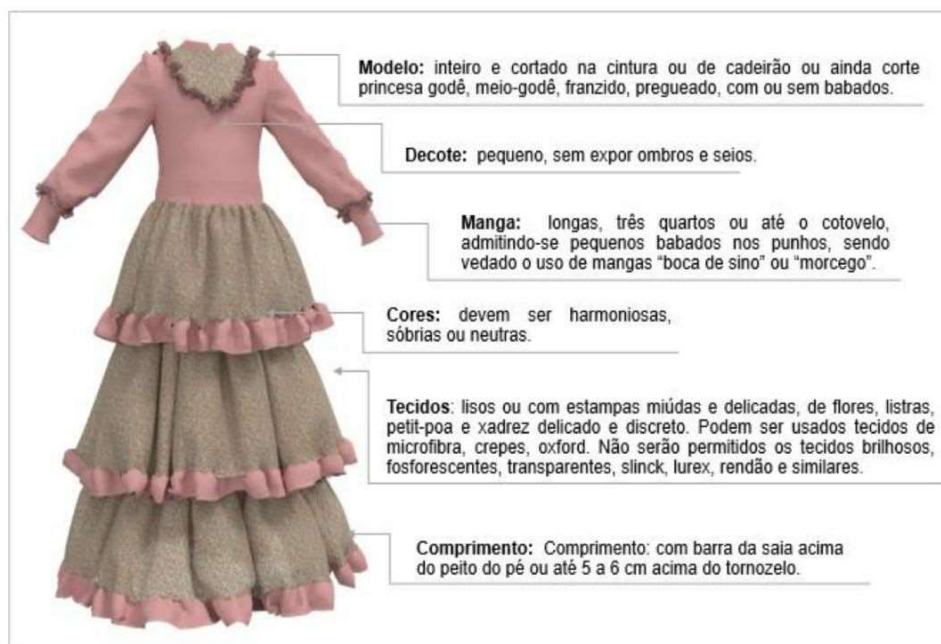 Modelo: inteiro e cortado na cintura ou de cadeirão ou ainda corte
princesa godê, meio-godê, franzido, pregueado, com ou sem babados.
Decote: pequeno, sem expor ombros e seios.
Manga: longas, três quartos ou até o cotovelo,
admitindo-se pequenos babados nos punhos, sendo
vedado o uso de mangas “boca de sino” ou “morcego”.
Cores: devem ser harmoniosas,
sóbrias ou neutras.
Tecidos: lisos ou com estampas miúdas e delicadas, de flores, listras,
petit-poa e xadrez delicado e discreto. Podem ser usados tecidos de
microfibra, crepes, oxford. Não serão permitidos os tecidos brilhosos,
fosforescentes, transparentes, slinck, lurex, rendão e similares.
Comprimento: Comprimento: com barra da saia acima
do peito do pé ou até 5 a 6 cm acima do tornozelo.